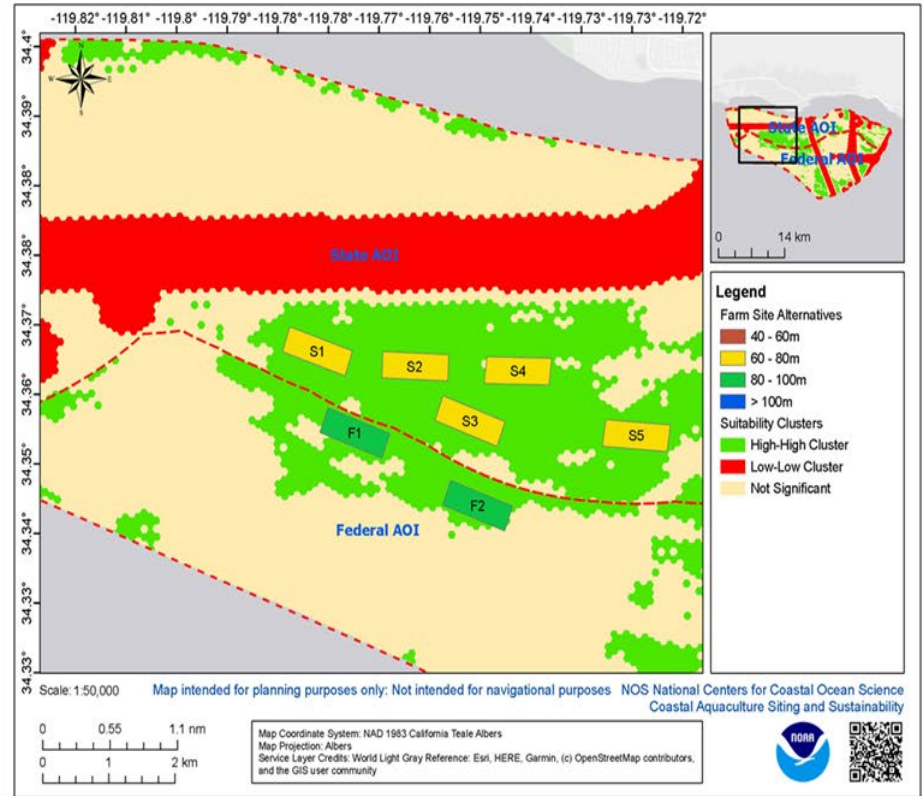 -119.82° -119.81° -119.8° -119.79° -119.78° -119.77° -119.76° -119.75° -119.74° -119.73° -119.73° -119.72°
34.4°
34.39°
34.38°
34.38°
34.37°
34.36°
34.35°
34.34°
34.33°
34.33°
N
W E
S
State AOI
S1
S2
S4
S3
S5
F1
F2
Federal AOI
State AOI
Federal AOI
0 14 km
Legend
Farm Site Alternatives
40 - 60m
60 - 80m
80 - 100m
> 100m
Suitability Clusters
High-High Cluster
Low-Low Cluster
Not Significant
Scale: 1:50,000
Map intended for planning purposes only: Not intended for navigational purposes
NOS National Centers for Coastal Ocean Science
Coastal Aquaculture Siting and Sustainability
0 0.55 1.1 nm
0 1 2 km
Map Coordinate System: NAD 1983 California Teale Albers
Map Projection: Albers
Service Layer Credits: World Light Gray Reference: Esri, HERE, Garmin, (c) OpenStreetMap contributors,
and the GIS user community
NOAA